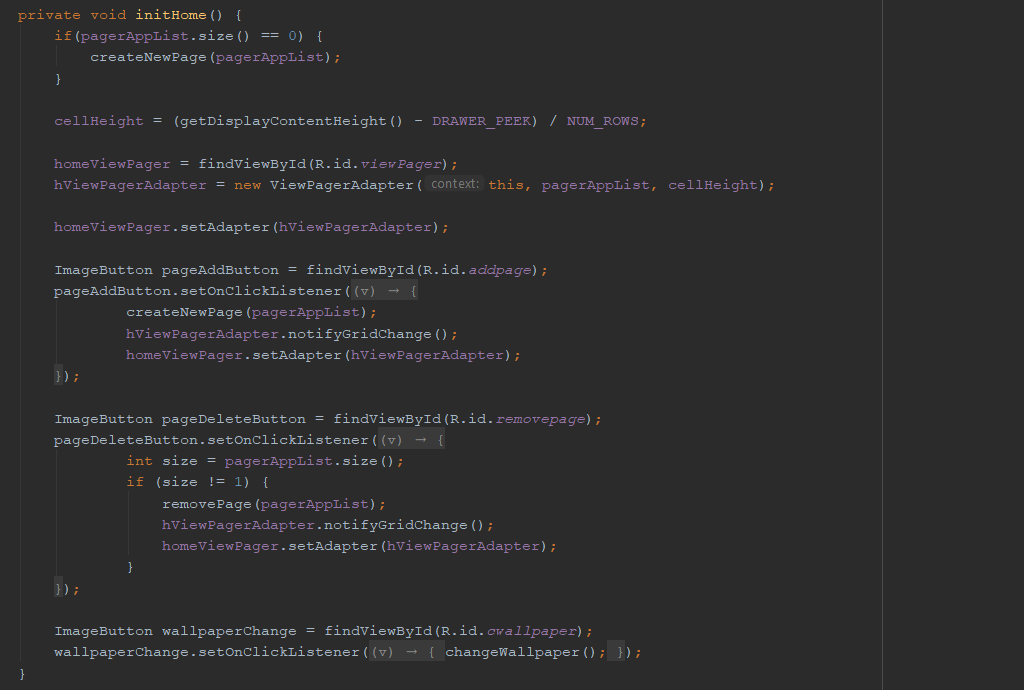 private void initHome() {
    if(pagerAppList.size() == 0) {
        createNewPage(pagerAppList);
    }
    cellHeight = (getDisplayContentHeight() - DRAWER_PEEK) / NUM_ROWS;
    homeViewPager = findViewById(R.id.viewPager);
    hViewPagerAdapter = new ViewPagerAdapter( context: this, pagerAppList, cellHeight);
    homeViewPager.setAdapter(hViewPagerAdapter);
    ImageButton pageAddButton = findViewById(R.id.addpage);
    pageAddButton.setOnClickListener((v) → {
            createNewPage(pagerAppList);
            hViewPagerAdapter.notifyGridChange();
            homeViewPager.setAdapter(hViewPagerAdapter);
    });
    ImageButton pageDeleteButton = findViewById(R.id.removepage);
    pageDeleteButton.setOnClickListener((v) → {
            int size = pagerAppList.size();
            if (size != 1) {
                removePage(pagerAppList);
                hViewPagerAdapter.notifyGridChange();
                homeViewPager.setAdapter(hViewPagerAdapter);
            }
    });
    ImageButton wallpaperChange = findViewById(R.id.cwallpaper);
    wallpaperChange.setOnClickListener((v) → { changeWallpaper(); });
}